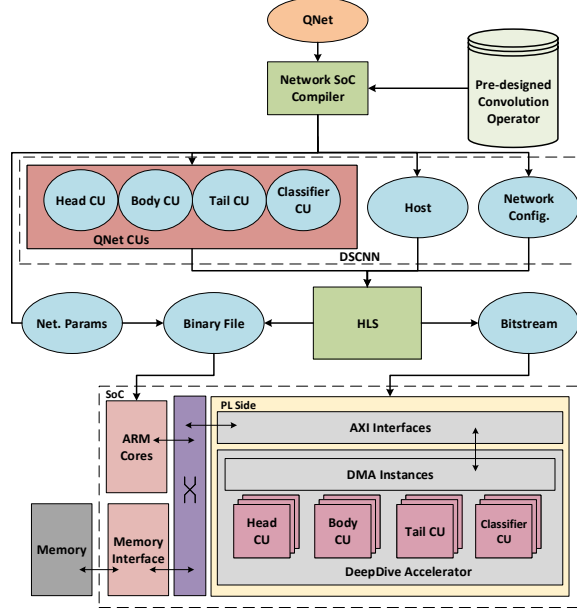 QNet
Network SoC
Compiler
Pre-designed
Convolution
Operator
Head CU
Body CU
Tail CU
Classifier
CU
QNet CUs
Host
Network
Config.
DSCNN
Net. Params
Binary File
HLS
Bitstream
SoC
PL Side
ARM
Cores
AXI Interfaces
DMA Instances
Head
CU
Body
CU
Tail CU
Classifier
CU
Memory
Memory
Interface
DeepDive Accelerator